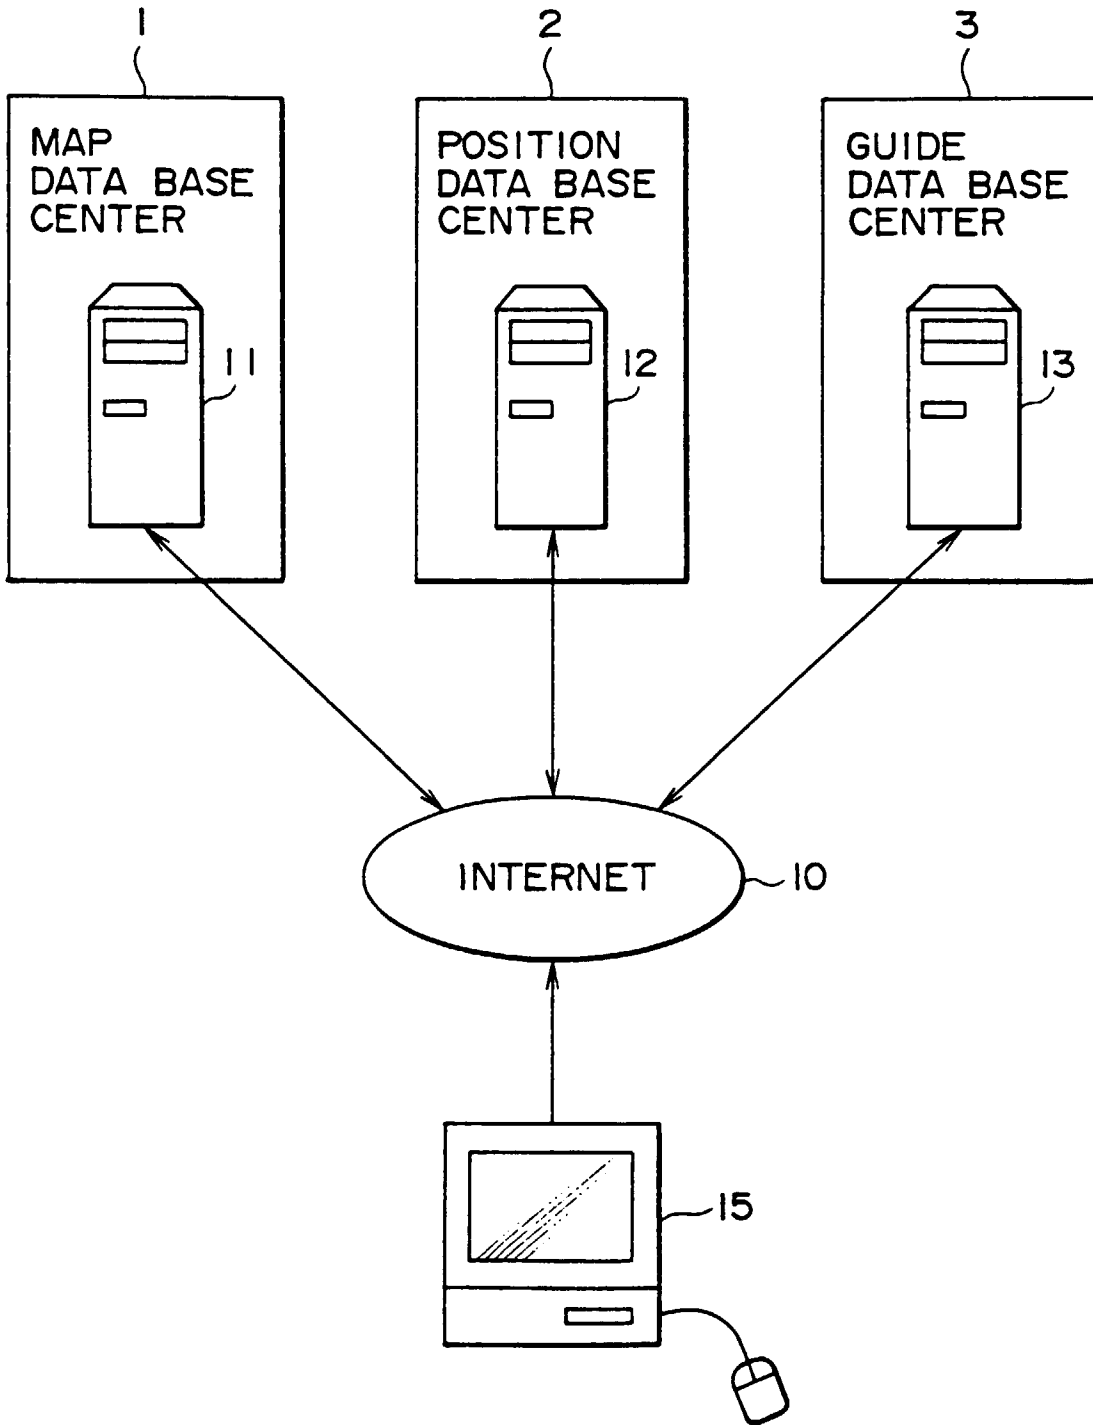 1
2
3
MAP
DATA BASE
CENTER
POSITION
DATA BASE
CENTER
GUIDE
DATA BASE
CENTER
11
12
13
INTERNET
10
15